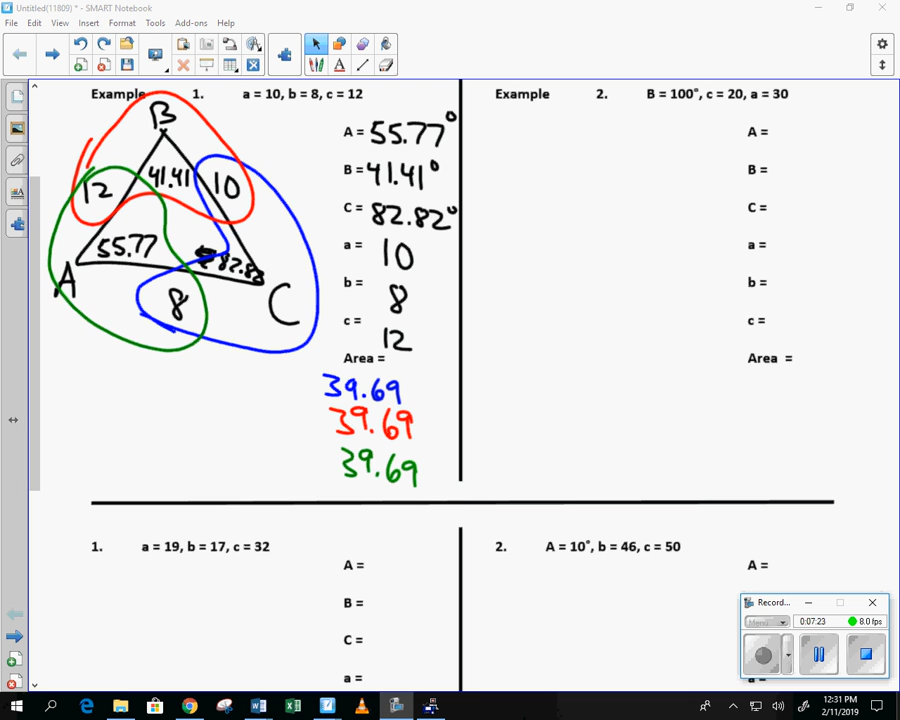 Untitled(11809) * - SMART Notebook
File Edit View Insert Format Tools Add-ons Help
Example 1. a = 10, b = 8, c = 12
B
12
41.41
10
55.77
82.82
A
8
C
A = 55.77°
B = 41.41°
C = 82.82°
a = 10
b = 8
c = 12
Area =
39.69
39.69
39.69
Example 2. B = 100°, c = 20, a = 30
A =
B =
C =
a =
b =
c =
Area =
1. a = 19, b = 17, c = 32
A =
B =
C =
a =
2. A = 10°, b = 46, c = 50
A =
a =
Record...
Menu
0:07:23
8.0 fps
12:31 PM
2/11/2019